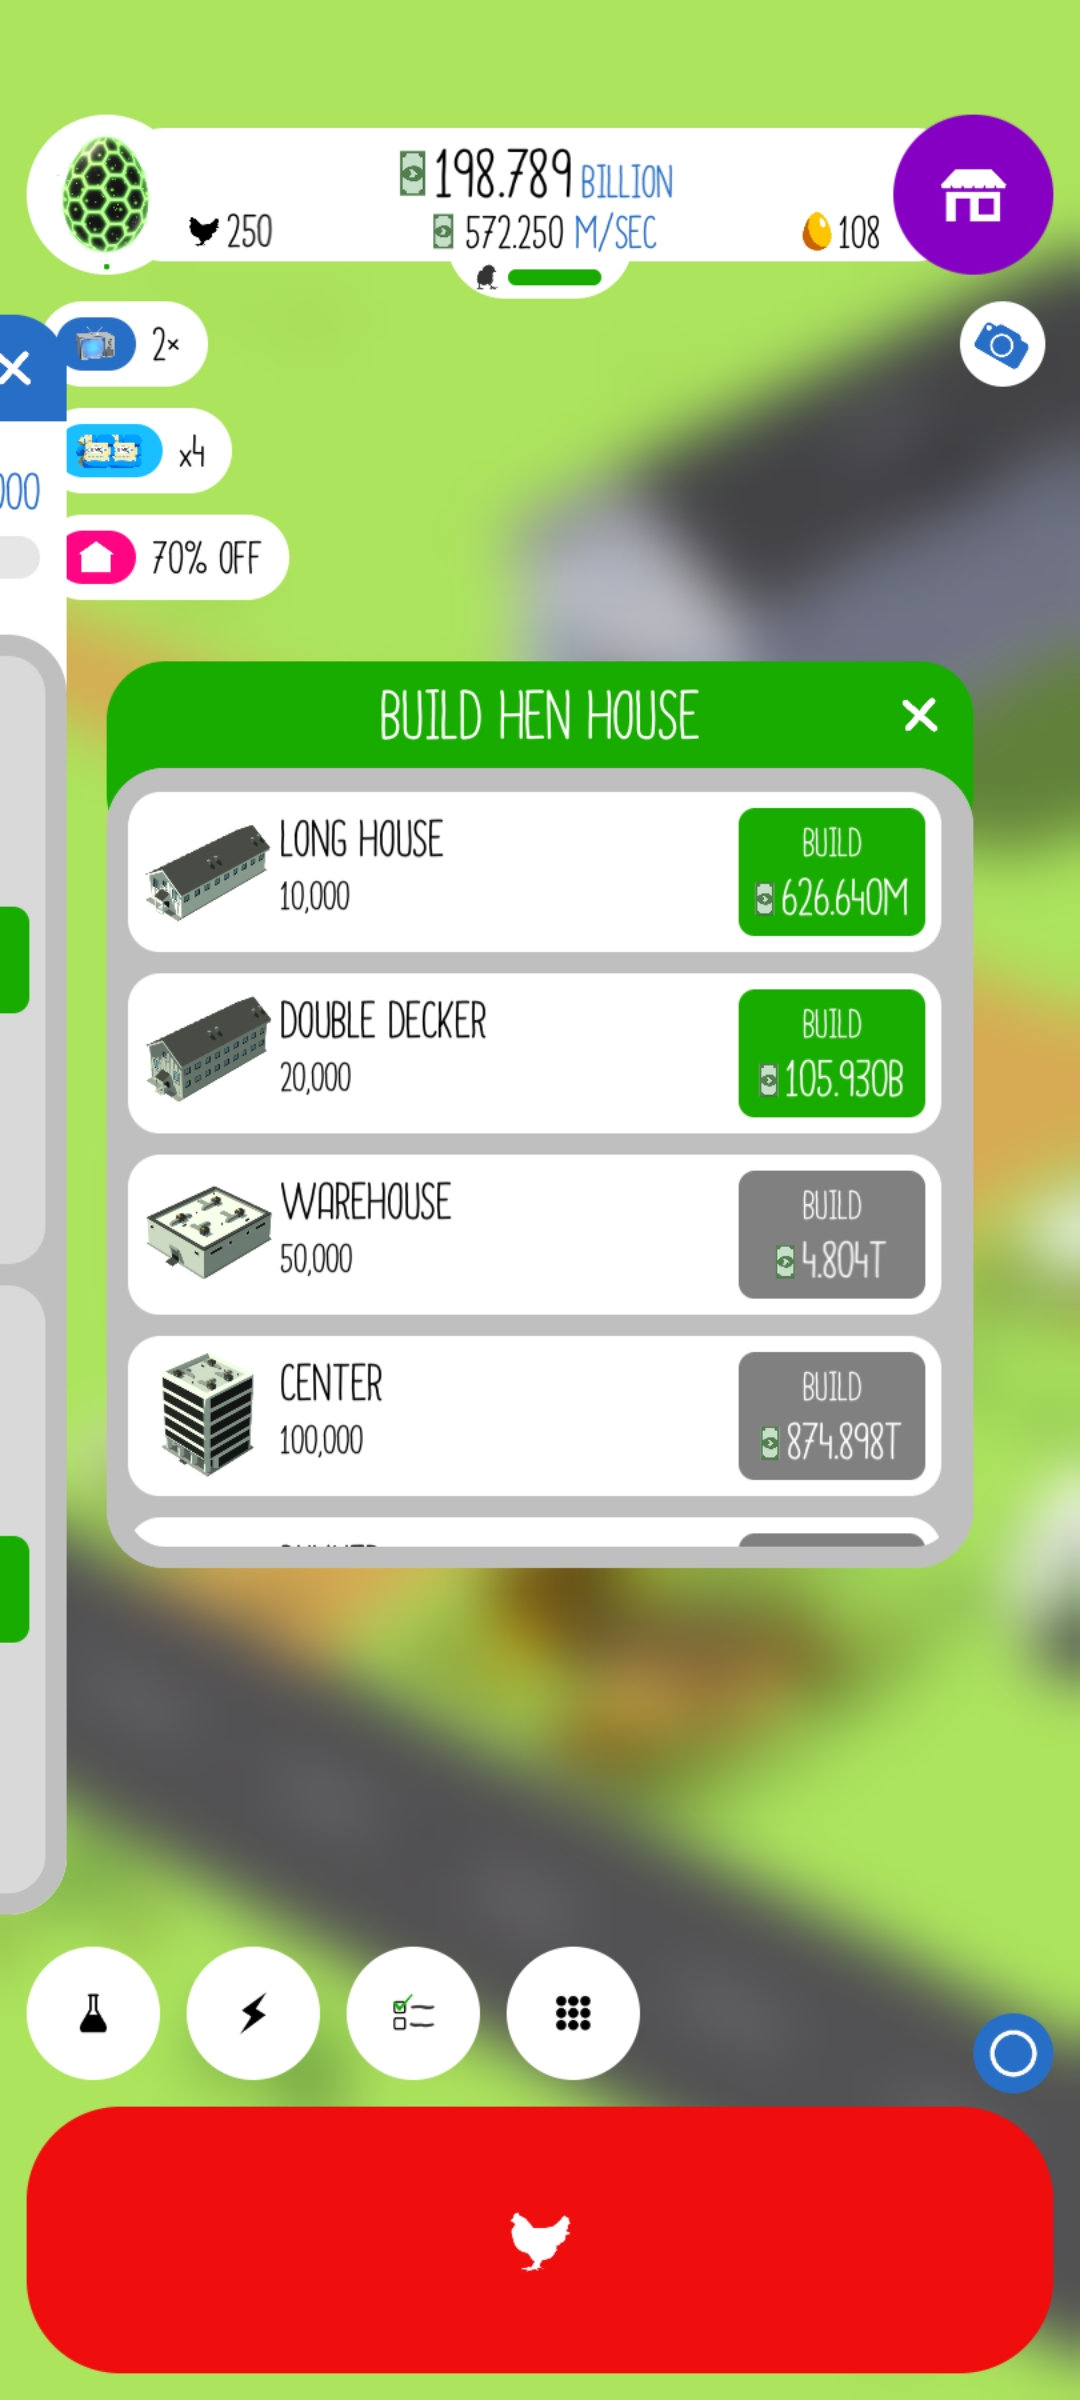 198.789 BILLION
250
572.250 M/SEC
108
2×
x4
000
70% OFF
BUILD HEN HOUSE
LONG HOUSE
10,000
BUILD
626.640M
DOUBLE DECKER
20,000
BUILD
105.930B
WAREHOUSE
50,000
BUILD
4.804T
CENTER
100,000
BUILD
874.898T